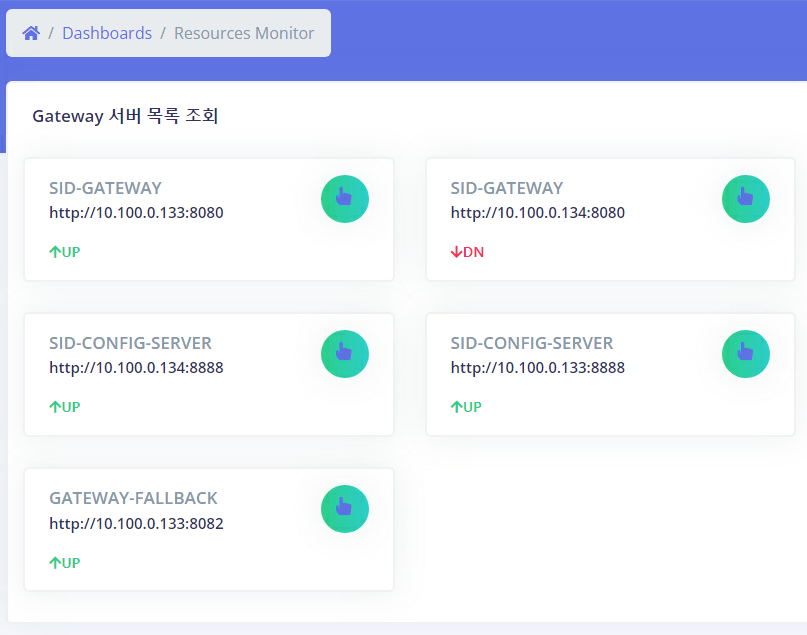 / Dashboards / Resources Monitor
Gateway 서버 목록 조회
SID-GATEWAY
http://10.100.0.133:8080
UP
SID-GATEWAY
http://10.100.0.134:8080
DN
SID-CONFIG-SERVER
http://10.100.0.134:8888
UP
SID-CONFIG-SERVER
http://10.100.0.133:8888
UP
GATEWAY-FALLBACK
http://10.100.0.133:8082
UP